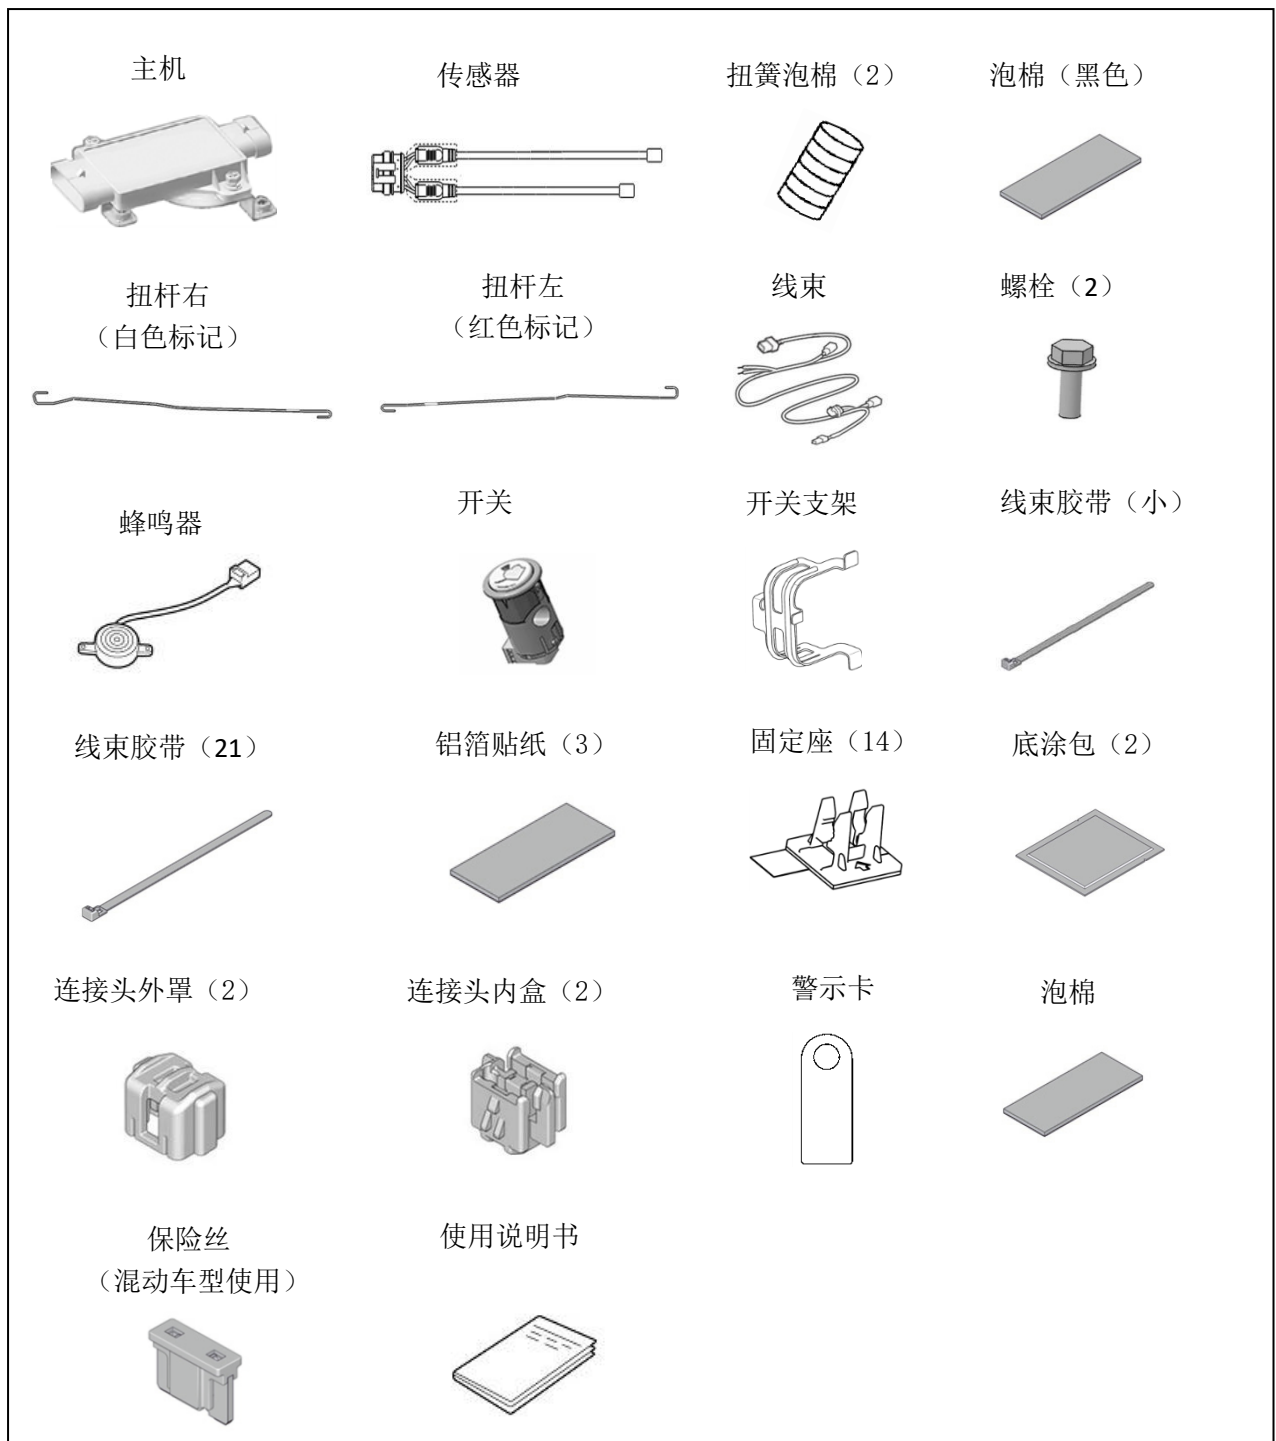 主机
传感器
扭簧泡棉（2）
泡棉（黑色）
扭杆右
（白色标记）
扭杆左
（红色标记）
线束
螺栓（2）
蜂鸣器
开关
开关支架
线束胶带（小）
线束胶带（21）
铝箔贴纸（3）
固定座（14）
底涂包（2）
连接头外罩（2）
连接头内盒（2）
警示卡
泡棉
保险丝
（混动车型使用）
使用说明书